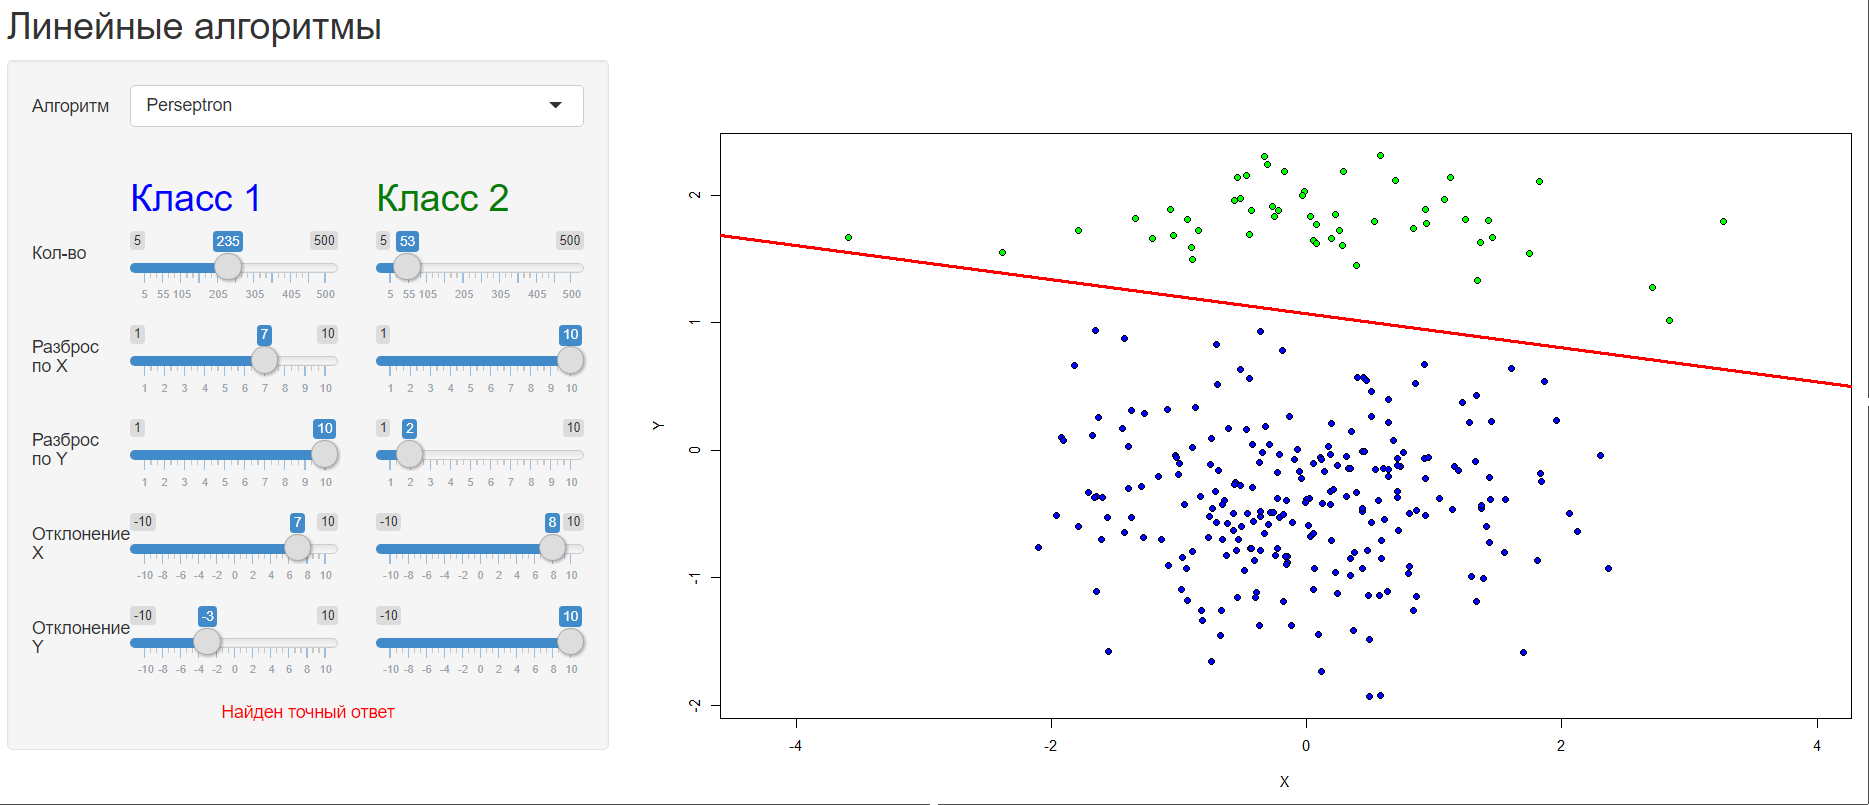 Линейные алгоритмы
Алгоритм Perseptron
Класс 1 Класс 2
5 235 500 5 53 500
Кол-во
5 55 105 205 305 405 500 5 55 100 200 300 400 500
1 7 10 1 10
Разброс
по X
1 2 3 4 5 6 7 8 9 10 1 2 3 4 5 6 7 8 9 10
1 10 1 2 10
Разброс
по Y
1 2 3 4 5 6 7 8 9 10 1 2 3 4 5 6 7 8 9 10
-10 7 10 -10 8 10
Отклонение
X
-10 -8 -6 -4 -2 0 2 4 6 8 10 -10 -8 -6 -4 -2 0 2 4 6 8 10
-10 -3 10 -10 10
Отклонение
Y
-10 -8 -6 -4 -2 0 2 4 6 8 10 -10 -8 -6 -4 -2 0 2 4 6 8 10
Найден точный ответ
2
1
0
-1
-2
Y
-4 -2 0 2 4
X